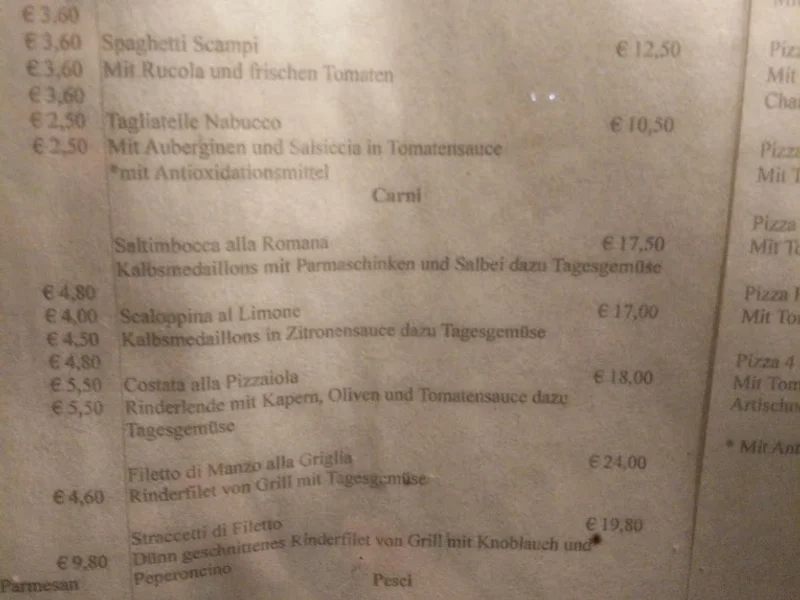 € 3,60
€ 3,60
€ 3,60
€ 3,60
€ 2,50
€ 2,50
€ 4,80
€ 4,00
€ 4,50
€ 4,80
€ 5,50
€ 5,50
€ 4,60
€ 9,80
Parmesan
Spaghetti Scampi € 12,50
Mit Rucola und frischen Tomaten
Tagliatelle Nabucco € 10,50
Mit Auberginen und Salsiccia in Tomatensauce
*mit Antioxidationsmittel
Carni
Saltimbocca alla Romana € 17,50
Kalbsmedaillons mit Parmaschinken und Salbei dazu Tagesgemüse
Scaloppina al Limone € 17,00
Kalbsmedaillons in Zitronensauce dazu Tagesgemüse
Costata alla Pizzaiola € 18,00
Rinderlende mit Kapern, Oliven und Tomatensauce dazu
Tagesgemüse
Filetto di Manzo alla Griglia € 24,00
Rinderfilet von Grill mit Tagesgemüse
Straccetti di Filetto € 19,80
Dünn geschnittenes Rinderfilet von Grill mit Knoblauch und
Peperoncino
Pesci
Mit
Pizza
Mit
Pizza
Mit To
Pizza
Mit Tom
Pizza 4
Mit Tom
Artischo
* Mit Ant